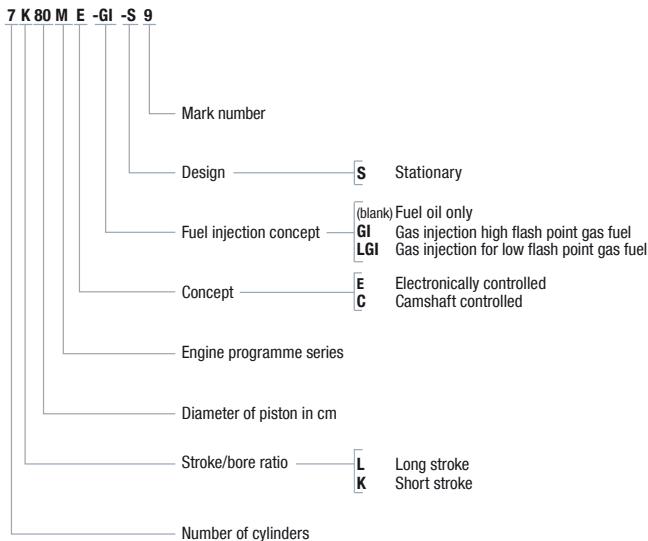 7 K 80 M E -GI -S 9
Mark number
Design S Stationary
(blank) Fuel oil only
Fuel injection concept GI Gas injection high flash point gas fuel
LGI Gas injection for low flash point gas fuel
E Electronically controlled
Concept
C Camshaft controlled
Engine programme series
Diameter of piston in cm
Stroke/bore ratio L Long stroke
K Short stroke
Number of cylinders